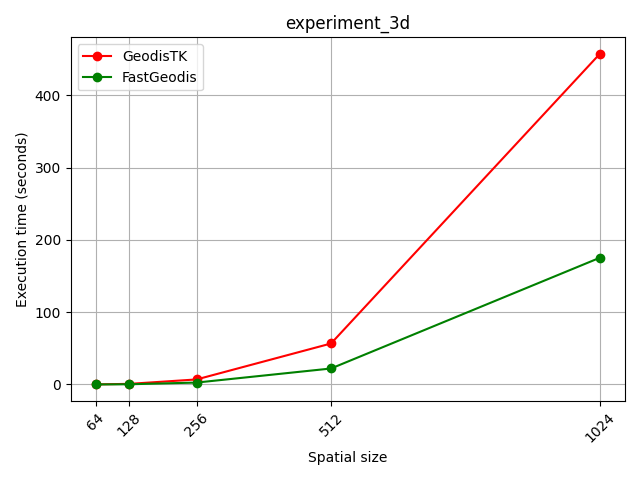 experiment_3d
GeodisTK
FastGeodis
Execution time (seconds)
400
300
200
100
0
64
128
256
512
1024
Spatial size